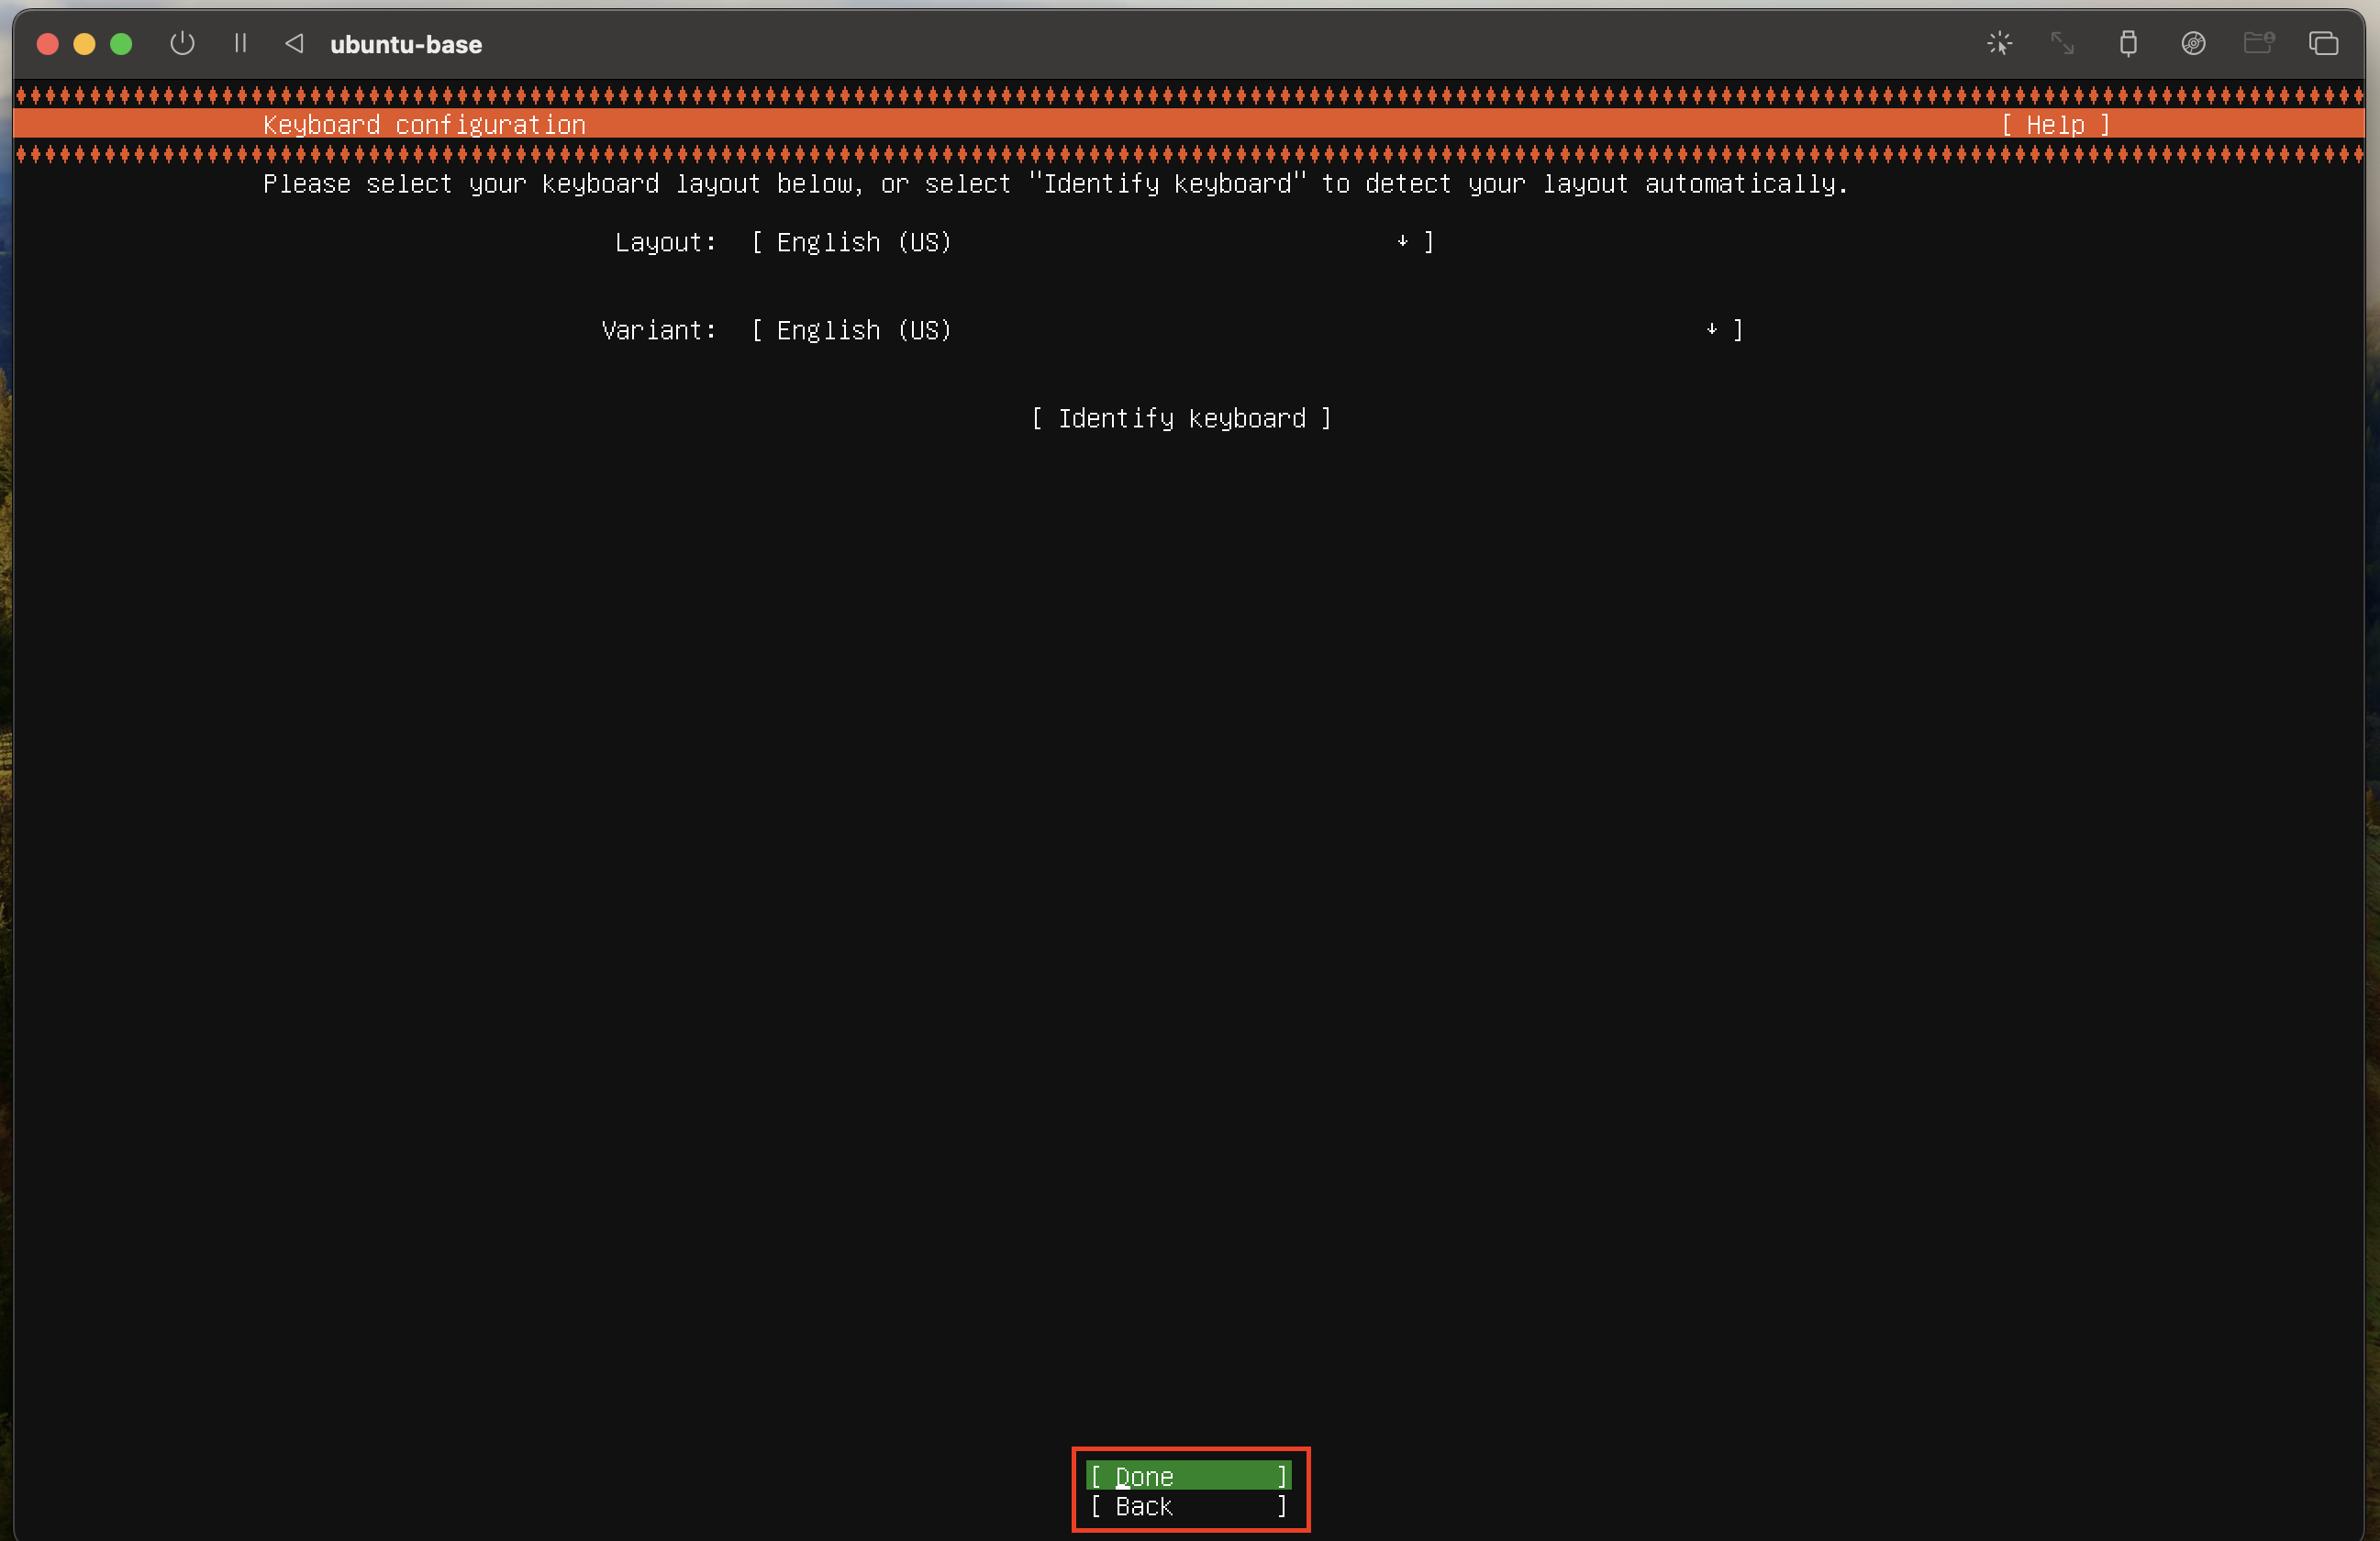 ubuntu-base
Keyboard configuration [ Help ]
Please select your keyboard layout below, or select "Identify keyboard" to detect your layout automatically.
Layout: [ English (US) ↓ ]
Variant: [ English (US) ↓ ]
[ Identify keyboard ]
[ Done ]
[ Back ]